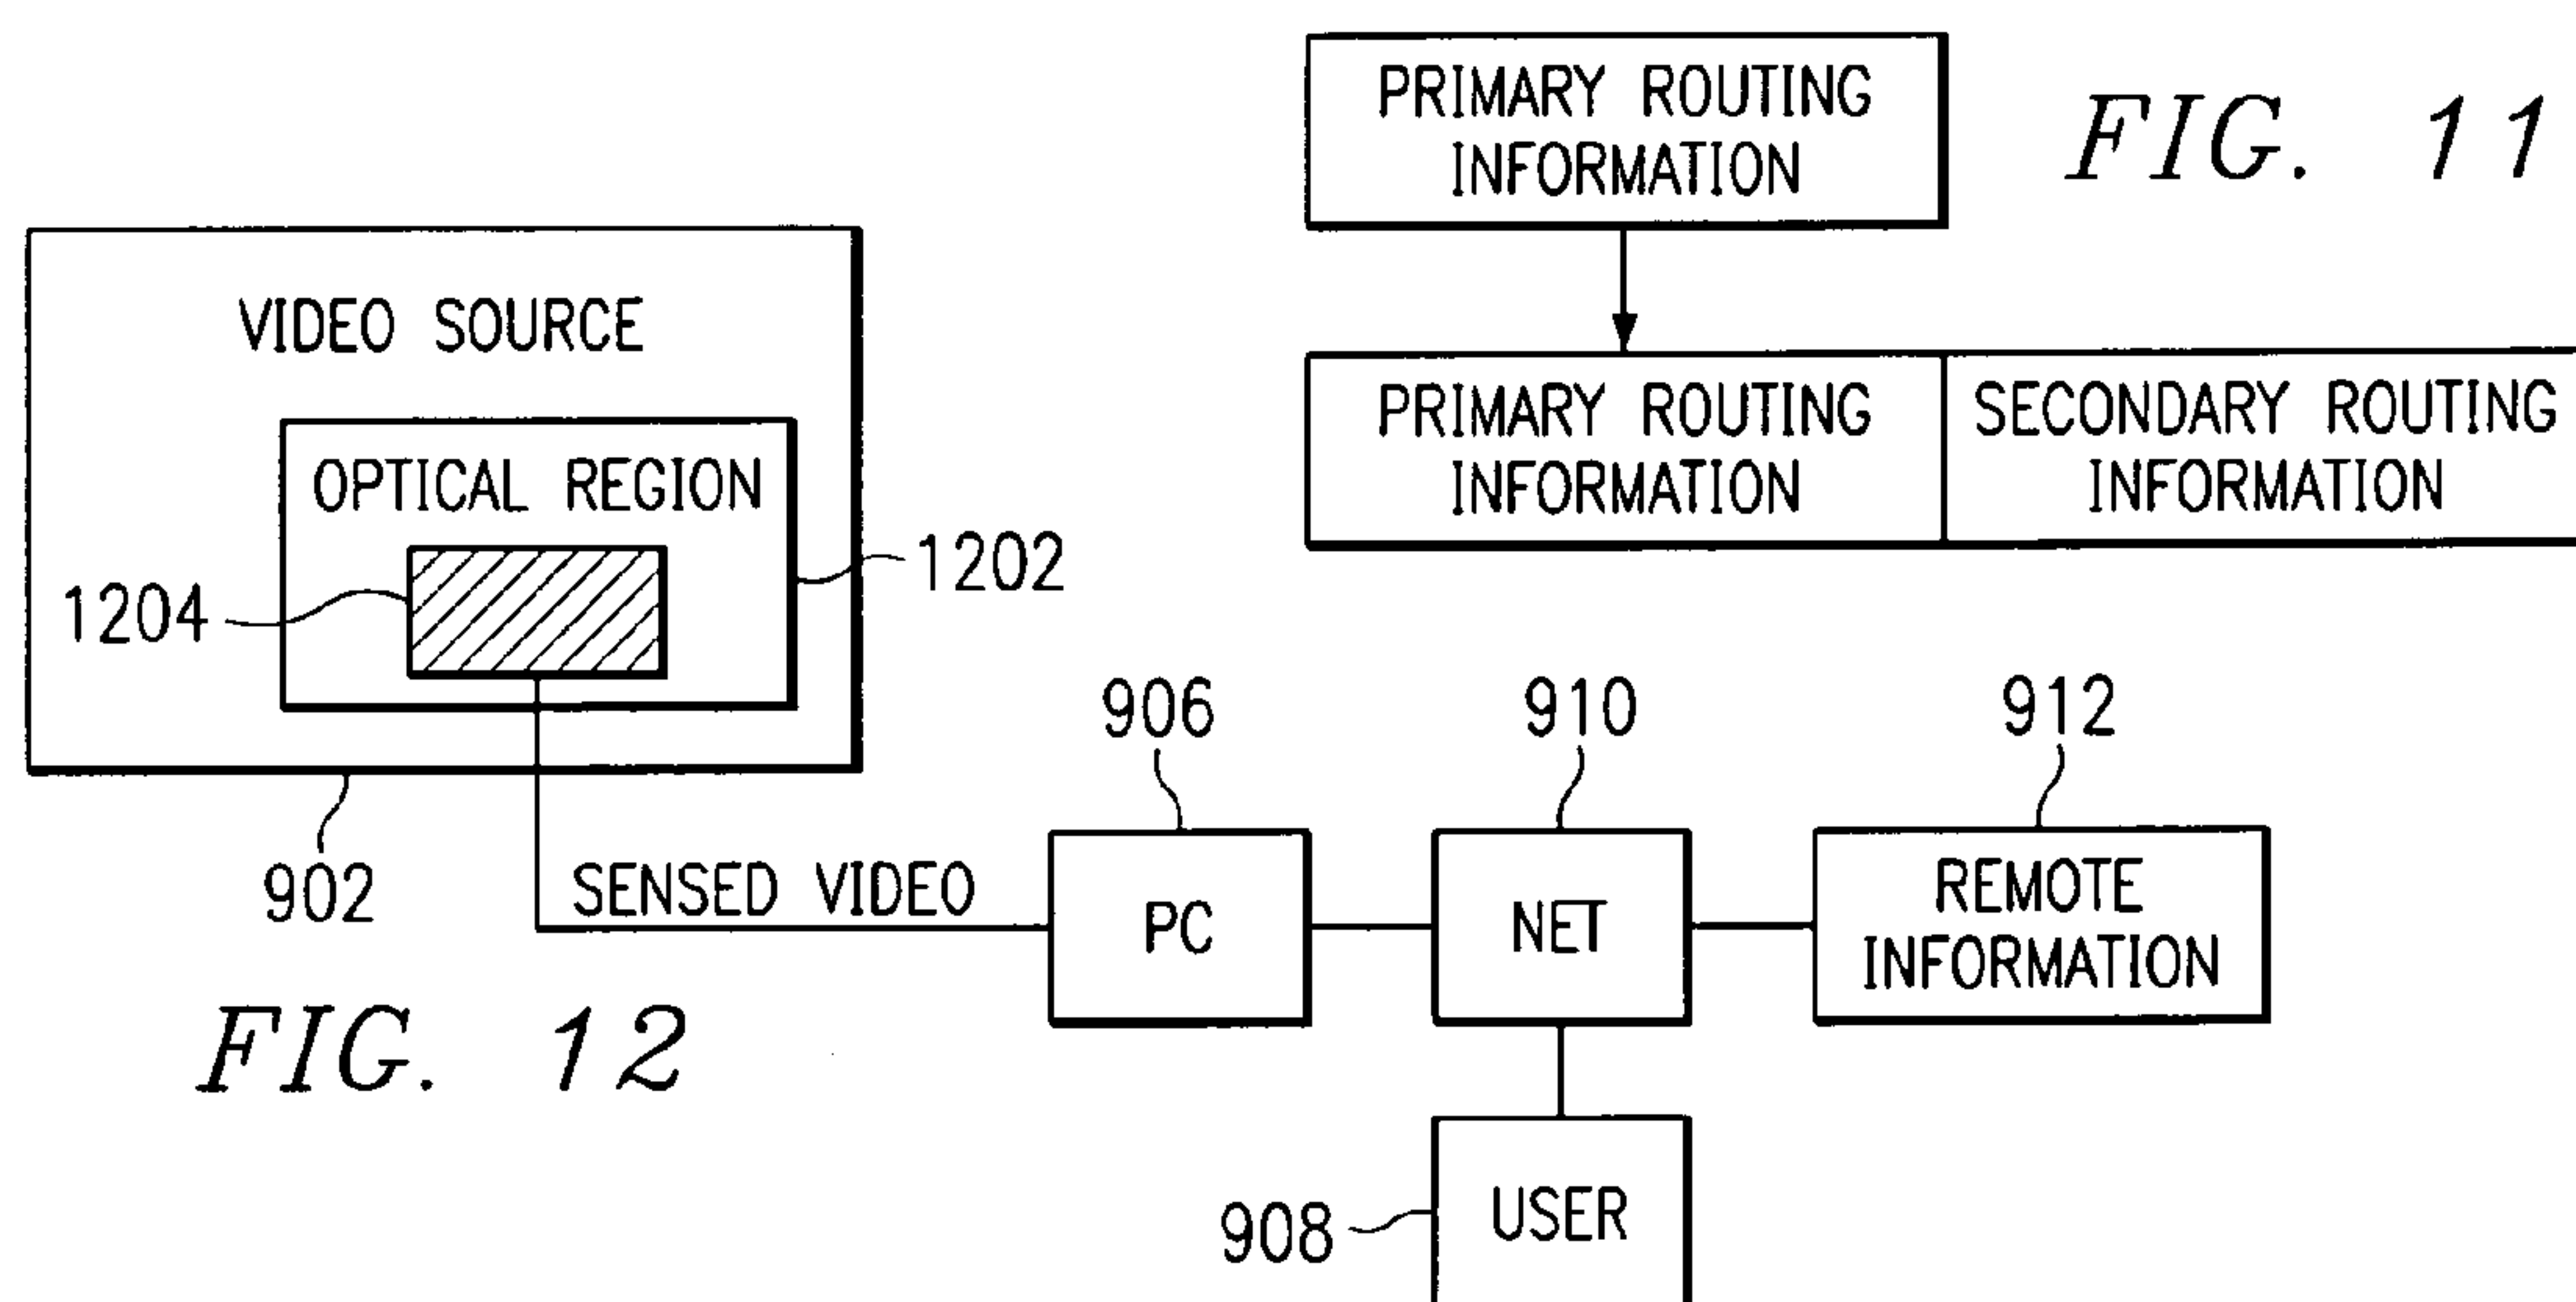 PRIMARY ROUTING
INFORMATION
FIG. 11
PRIMARY ROUTING
INFORMATION
SECONDARY ROUTING
INFORMATION
VIDEO SOURCE
OPTICAL REGION
1202
1204
902
SENSED VIDEO
906
PC
910
NET
912
REMOTE
INFORMATION
908
USER
FIG. 12